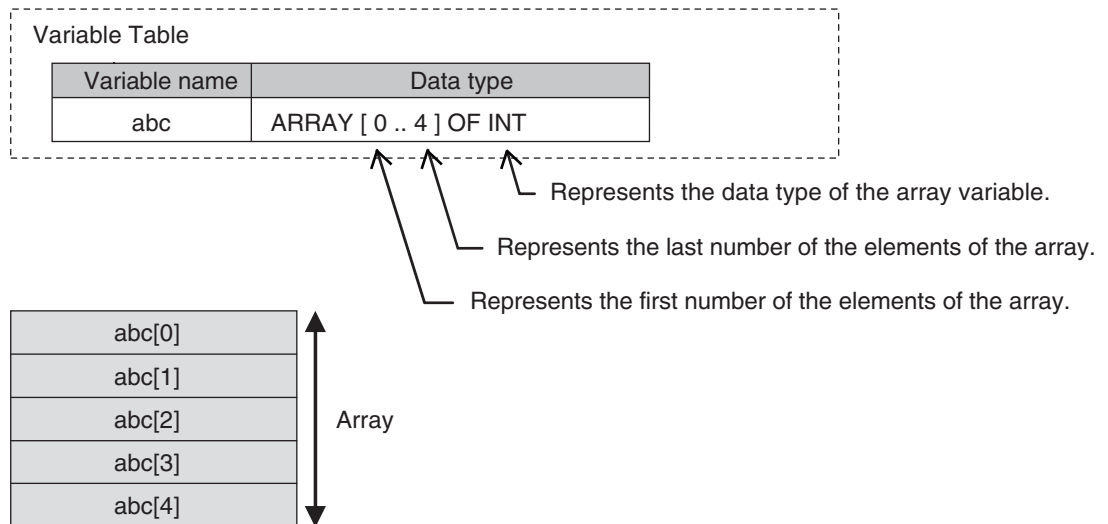 Variable Table
Variable name Data type
abc ARRAY [ 0 .. 4 ] OF INT
Represents the data type of the array variable.
Represents the last number of the elements of the array.
Represents the first number of the elements of the array.
abc[0]
abc[1]
abc[2] Array
abc[3]
abc[4]